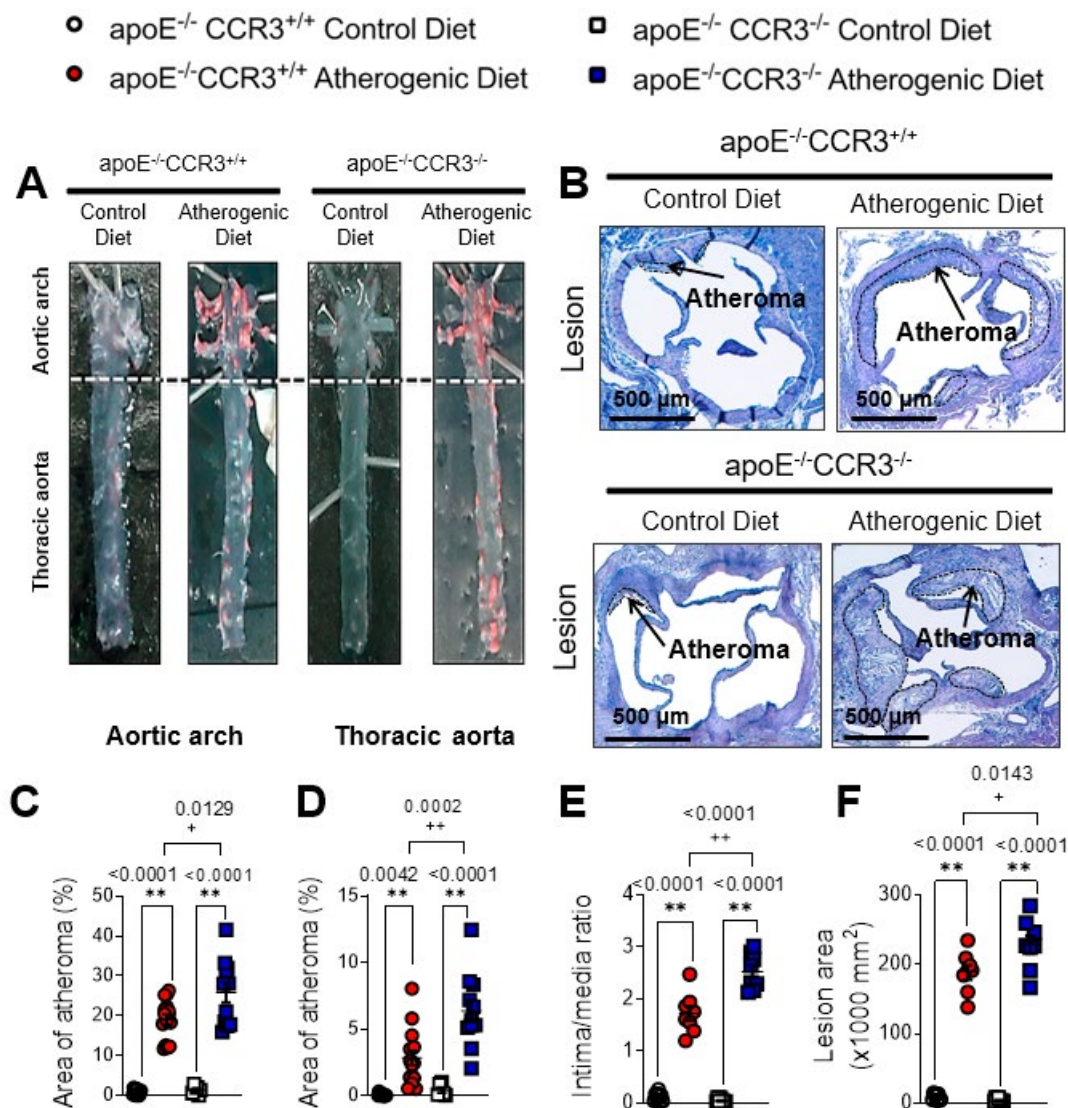 apoE-/- CCR3+/+ Control Diet
apoE-/- CCR3-/- Control Diet
apoE-/-CCR3+/+ Atherogenic Diet
apoE-/-CCR3-/- Atherogenic Diet
A
apoE-/-CCR3+/+
apoE-/-CCR3-/-
Control Diet
Atherogenic Diet
Control Diet
Atherogenic Diet
Aortic arch
Thoracic aorta
B
apoE-/-CCR3+/+
Control Diet
Atherogenic Diet
Lesion
Atheroma
500 µm
Atheroma
500 µm
apoE-/-CCR3-/-
Control Diet
Atherogenic Diet
Lesion
Atheroma
500 µm
Atheroma
500 µm
Aortic arch
Thoracic aorta
C
0.0129
+
<0.0001
**
<0.0001
**
Area of atheroma (%)
50
40
30
20
10
0
D
0.0002
++
0.0042
**
<0.0001
**
Area of atheroma (%)
15
10
5
0
E
<0.0001
++
<0.0001
**
<0.0001
**
Intima/media ratio
4
3
2
1
0
F
0.0143
+
<0.0001
**
<0.0001
**
Lesion area
(x1000 mm2)
300
200
100
0